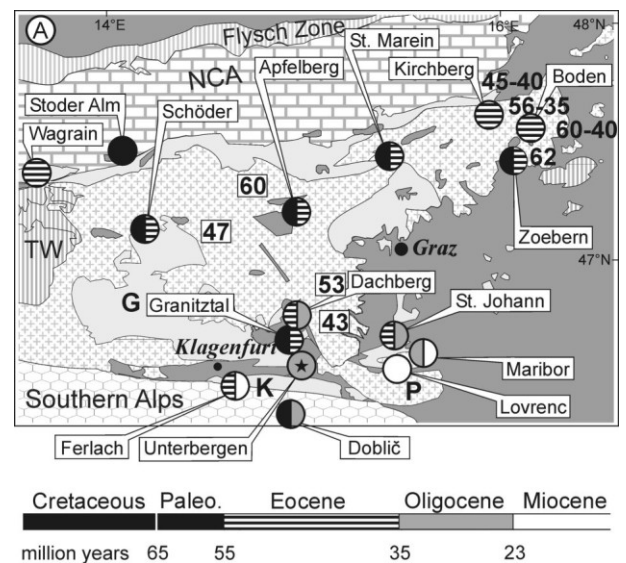 A
14°E
16°E
48°N
Flysch Zone
St. Marein
NCA
Apfelberg
Kirchberg
45-40
Boden
Stoder Alm
Schöder
56-35
Wagrain
60-40
62
60
TW
47
Graz
Zoebern
47°N
53
Dachberg
G
Granitztal
43
St. Johann
Klagenfurt
Maribor
K
P
Southern Alps
Lovrenc
Ferlach
Unterbergen
Doblič
Cretaceous Paleo. Eocene Oligocene Miocene
million years 65 55 35 23